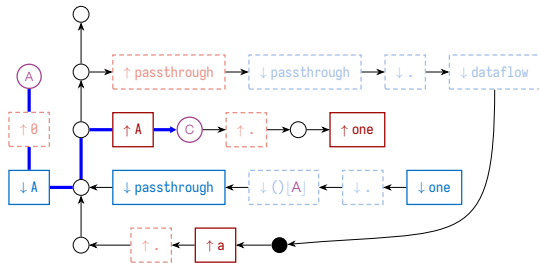 ↑passthrough ↓passthrough ↓. ↓dataflow
A
↑0 ↑A C ↑. ↑one
↓A ↓passthrough ↓()[A] ↓. ↓one
↑. ↑a